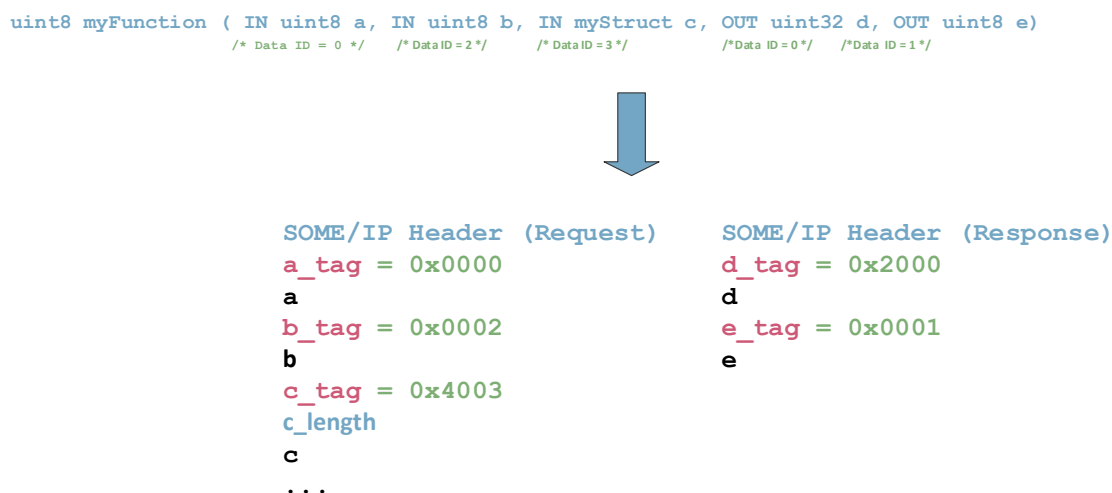 uint8 myFunction ( IN uint8 a, IN uint8 b, IN myStruct c, OUT uint32 d, OUT uint8 e)
/* Data ID = 0 */ /* Data ID = 2 */ /* Data ID = 3 */ /*Data ID = 0 */ /*Data ID = 1 */
SOME/IP Header (Request)
a_tag = 0x0000
a
b_tag = 0x0002
b
c_tag = 0x4003
c_length
c
...
SOME/IP Header (Response)
d_tag = 0x2000
d
e_tag = 0x0001
e